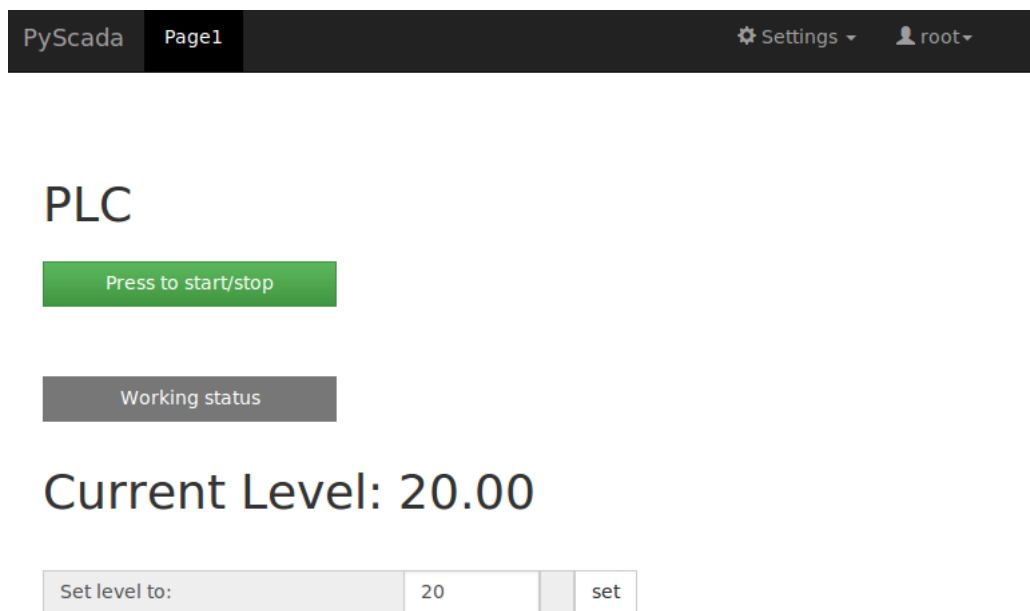 PyScada Page1 Settings root
PLC
Press to start/stop
Working status
Current Level: 20.00
Set level to: 20 set